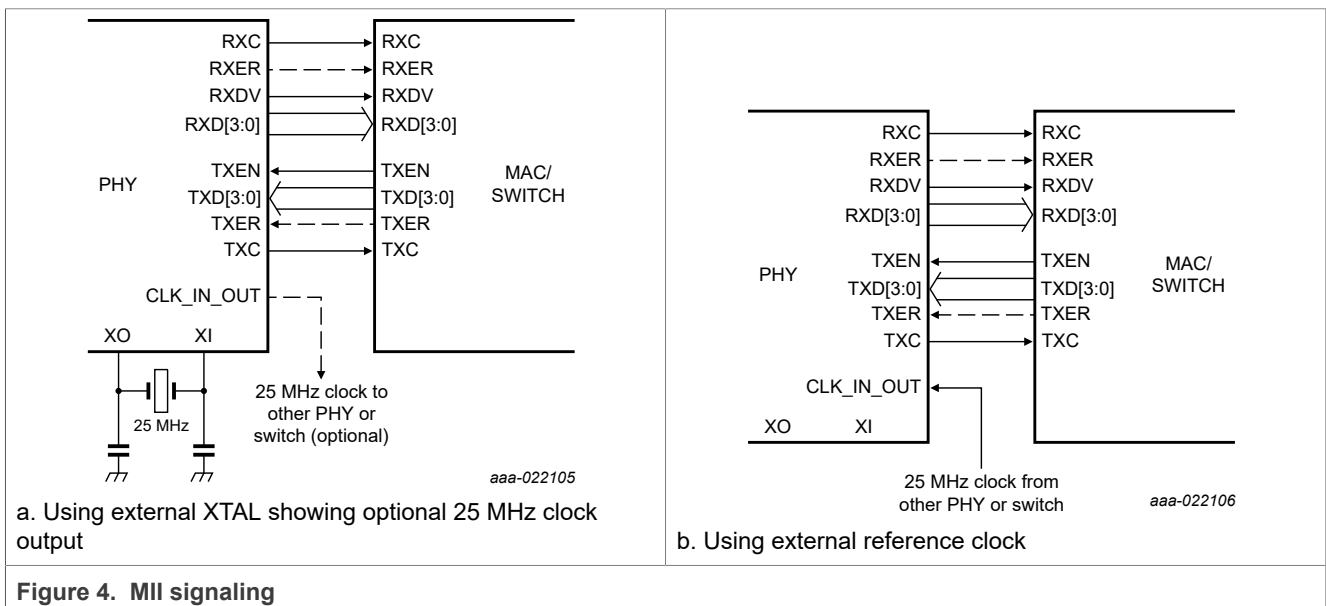 RXC
RXER
RXDV
RXD[3:0]
TXEN
TXD[3:0]
TXER
TXC
CLK_IN_OUT
PHY
XO XI
25 MHz
RXC
RXER
RXDV
RXD[3:0]
TXEN
TXD[3:0]
TXER
TXC
MAC/
SWITCH
25 MHz clock to
other PHY or
switch (optional)
aaa-022105
a. Using external XTAL showing optional 25 MHz clock
output
RXC
RXER
RXDV
RXD[3:0]
TXEN
TXD[3:0]
TXER
TXC
CLK_IN_OUT
PHY
XO XI
RXC
RXER
RXDV
RXD[3:0]
TXEN
TXD[3:0]
TXER
TXC
MAC/
SWITCH
25 MHz clock from
other PHY or switch
aaa-022106
b. Using external reference clock
Figure 4. MII signaling